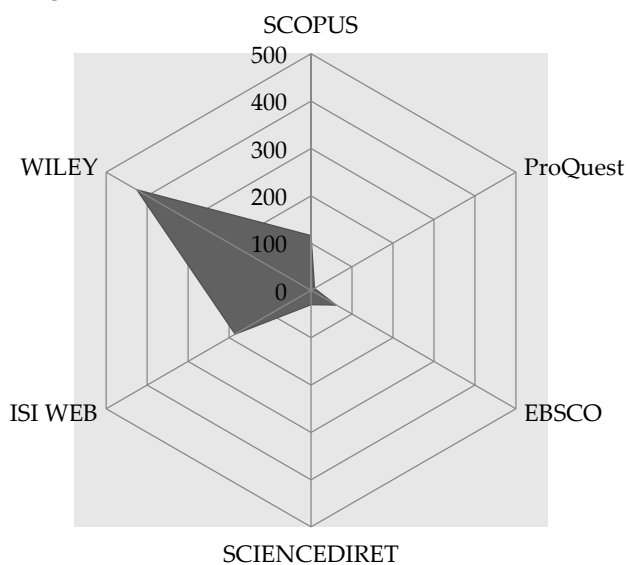 SCOPUS
500
400
300
200
100
0
ProQuest
EBSCO
SCIENCEDIRET
ISI WEB
WILEY